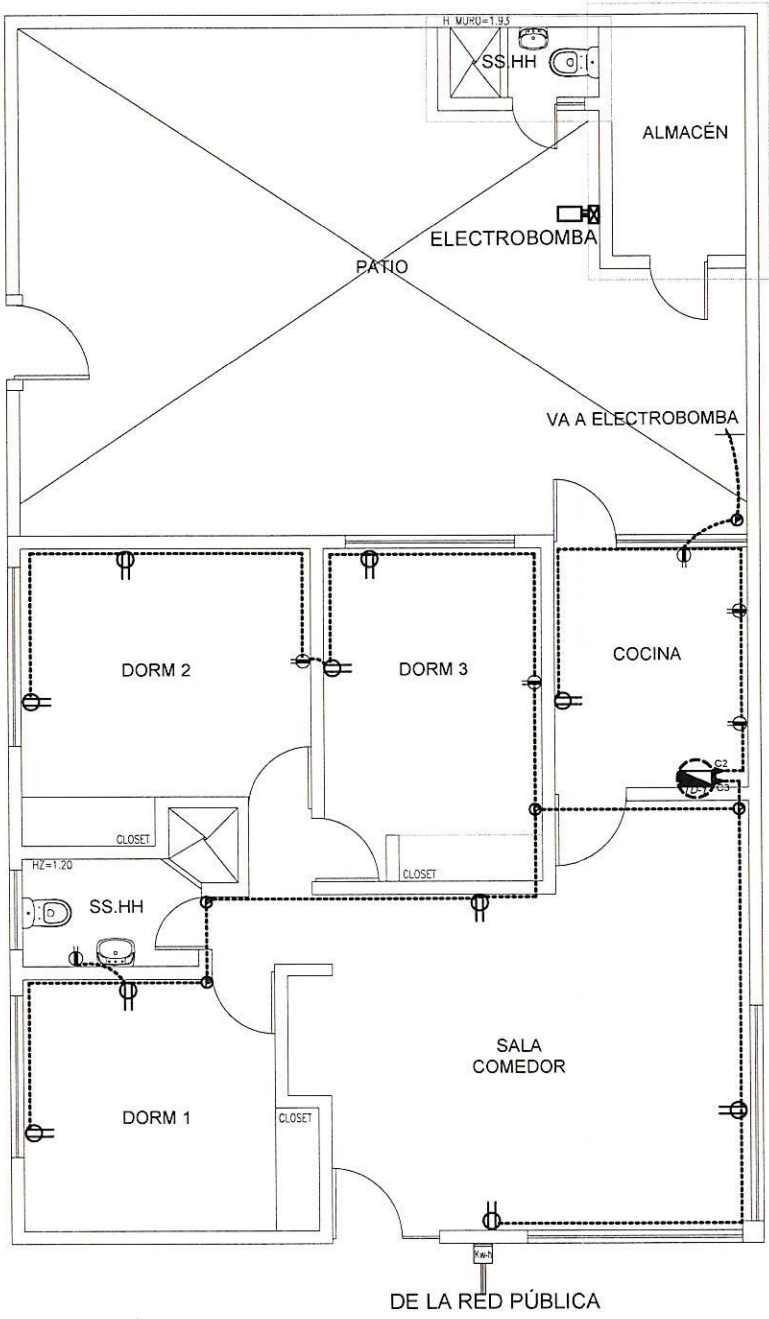 H MURO=1.93
SS.HH
ALMACÉN
ELECTROBOMBA
PATIO
VA A ELECTROBOMBA
DORM 2
DORM 3
COCINA
C2
C3
CLOSET
CLOSET
HZ=1.20
SS.HH
SALA
COMEDOR
DORM 1
CLOSET
Kw-h
DE LA RED PÚBLICA